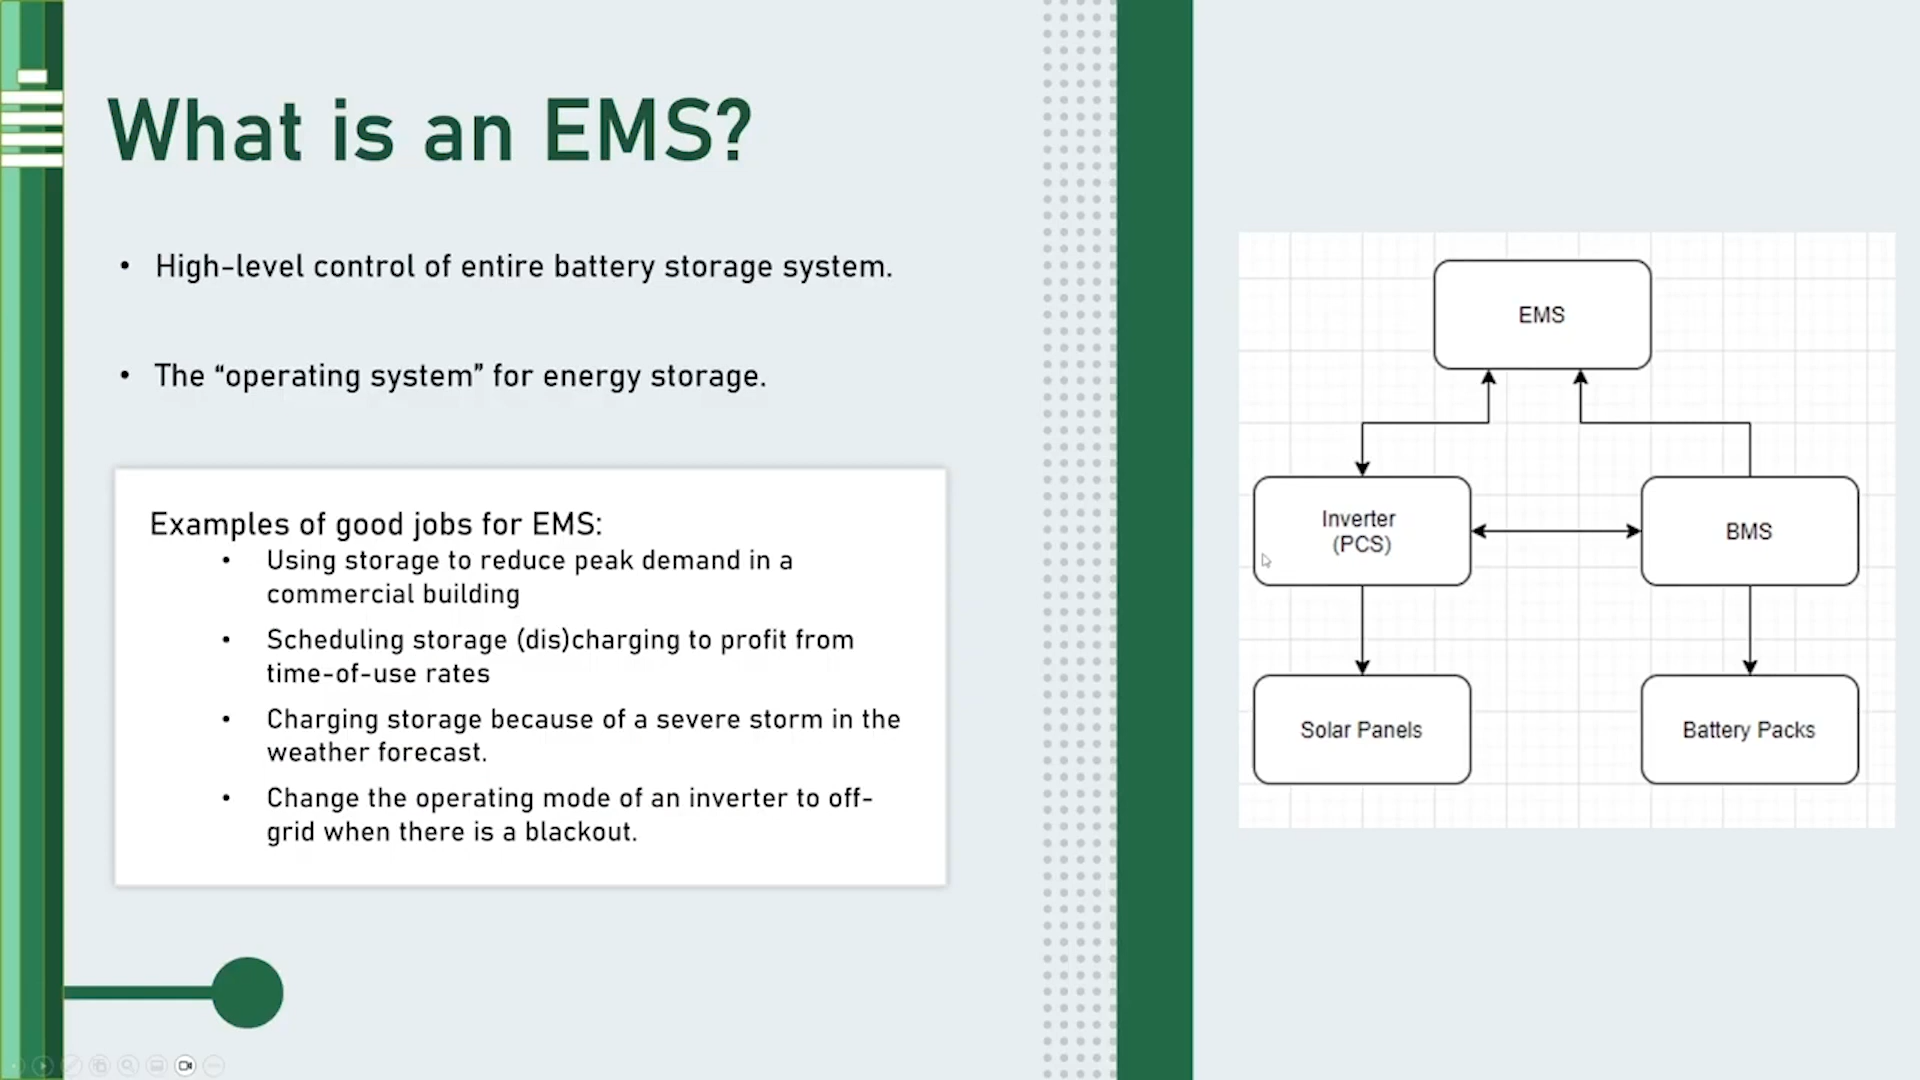 What is an EMS?
• High-level control of entire battery storage system.
• The “operating system” for energy storage.
Examples of good jobs for EMS:
• Using storage to reduce peak demand in a
commercial building
• Scheduling storage (dis)charging to profit from
time-of-use rates
• Charging storage because of a severe storm in the
weather forecast.
• Change the operating mode of an inverter to off-
grid when there is a blackout.
EMS
Inverter
(PCS)
BMS
Solar Panels
Battery Packs